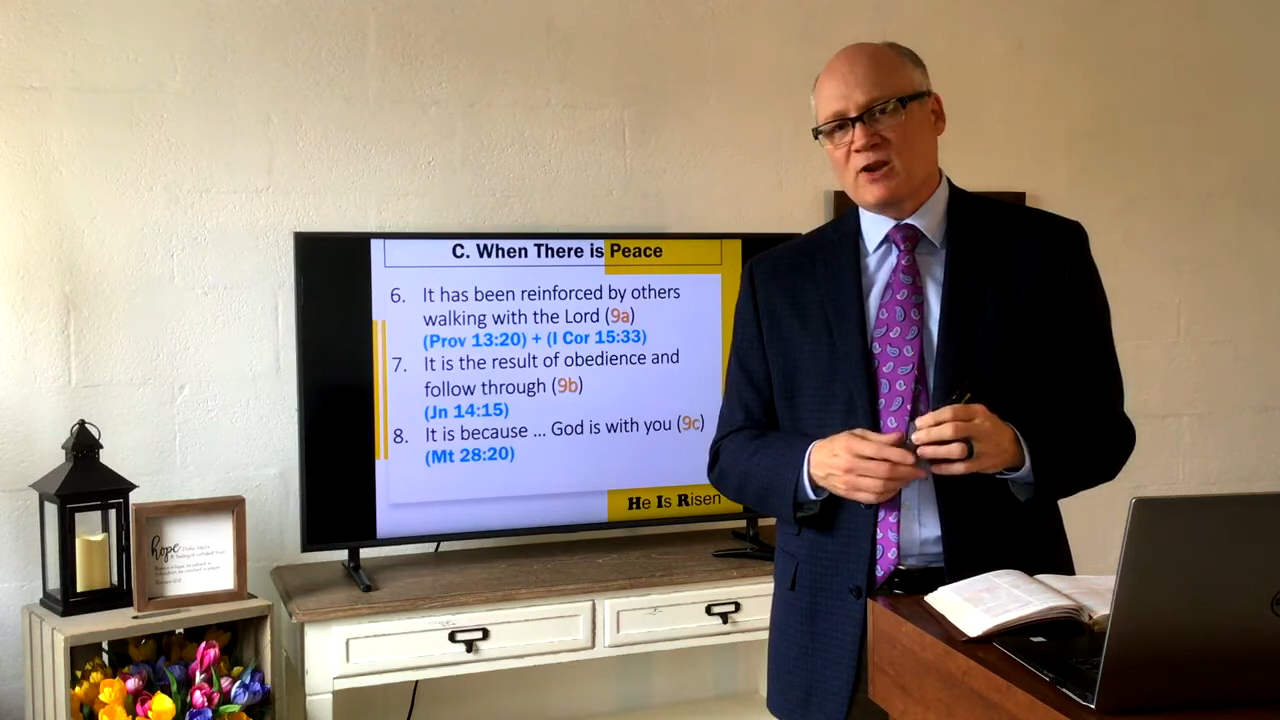 C. When There is Peace
6. It has been reinforced by others
walking with the Lord (9a)
(Prov 13:20) + (I Cor 15:33)
7. It is the result of obedience and
follow through (9b)
(Jn 14:15)
8. It is because ... God is with you (9c)
(Mt 28:20)
He Is Risen
hope